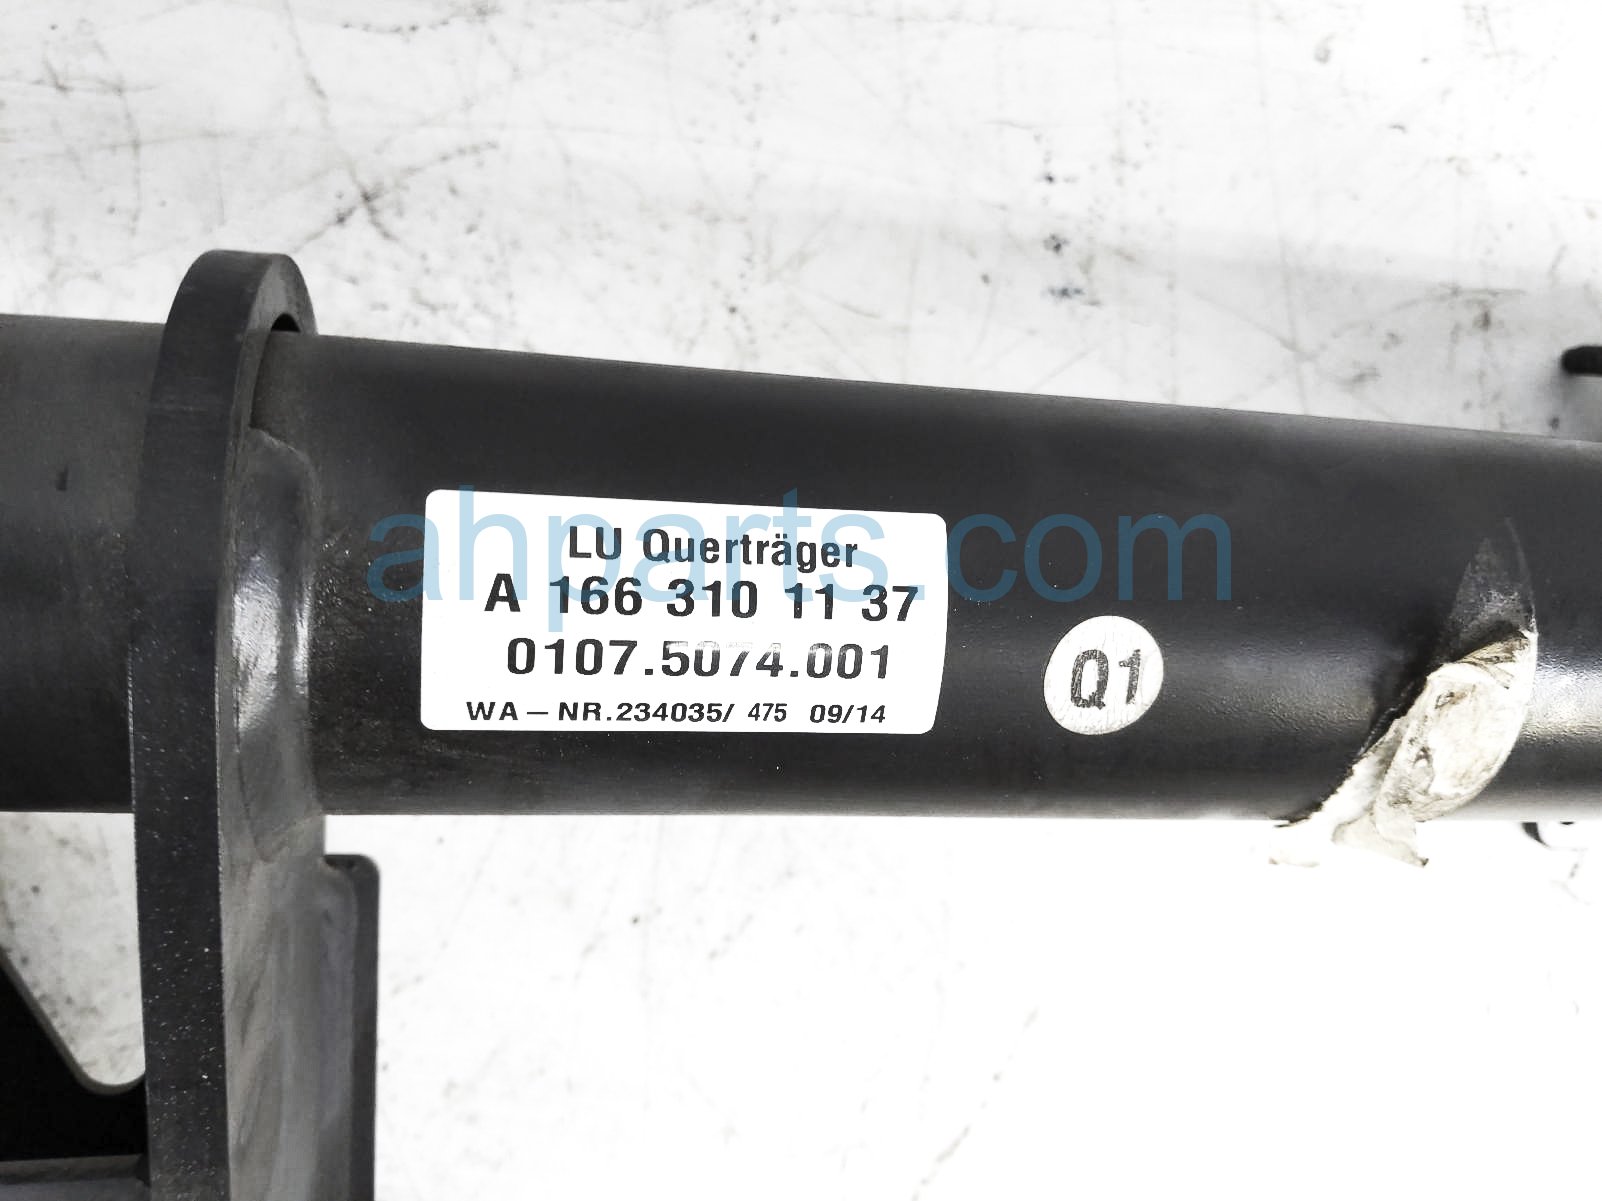 LU Querträger
A 166 310 11 37
0107.5074.001
WA – NR.234035/ 475 09/14
Q1
ahparts.com